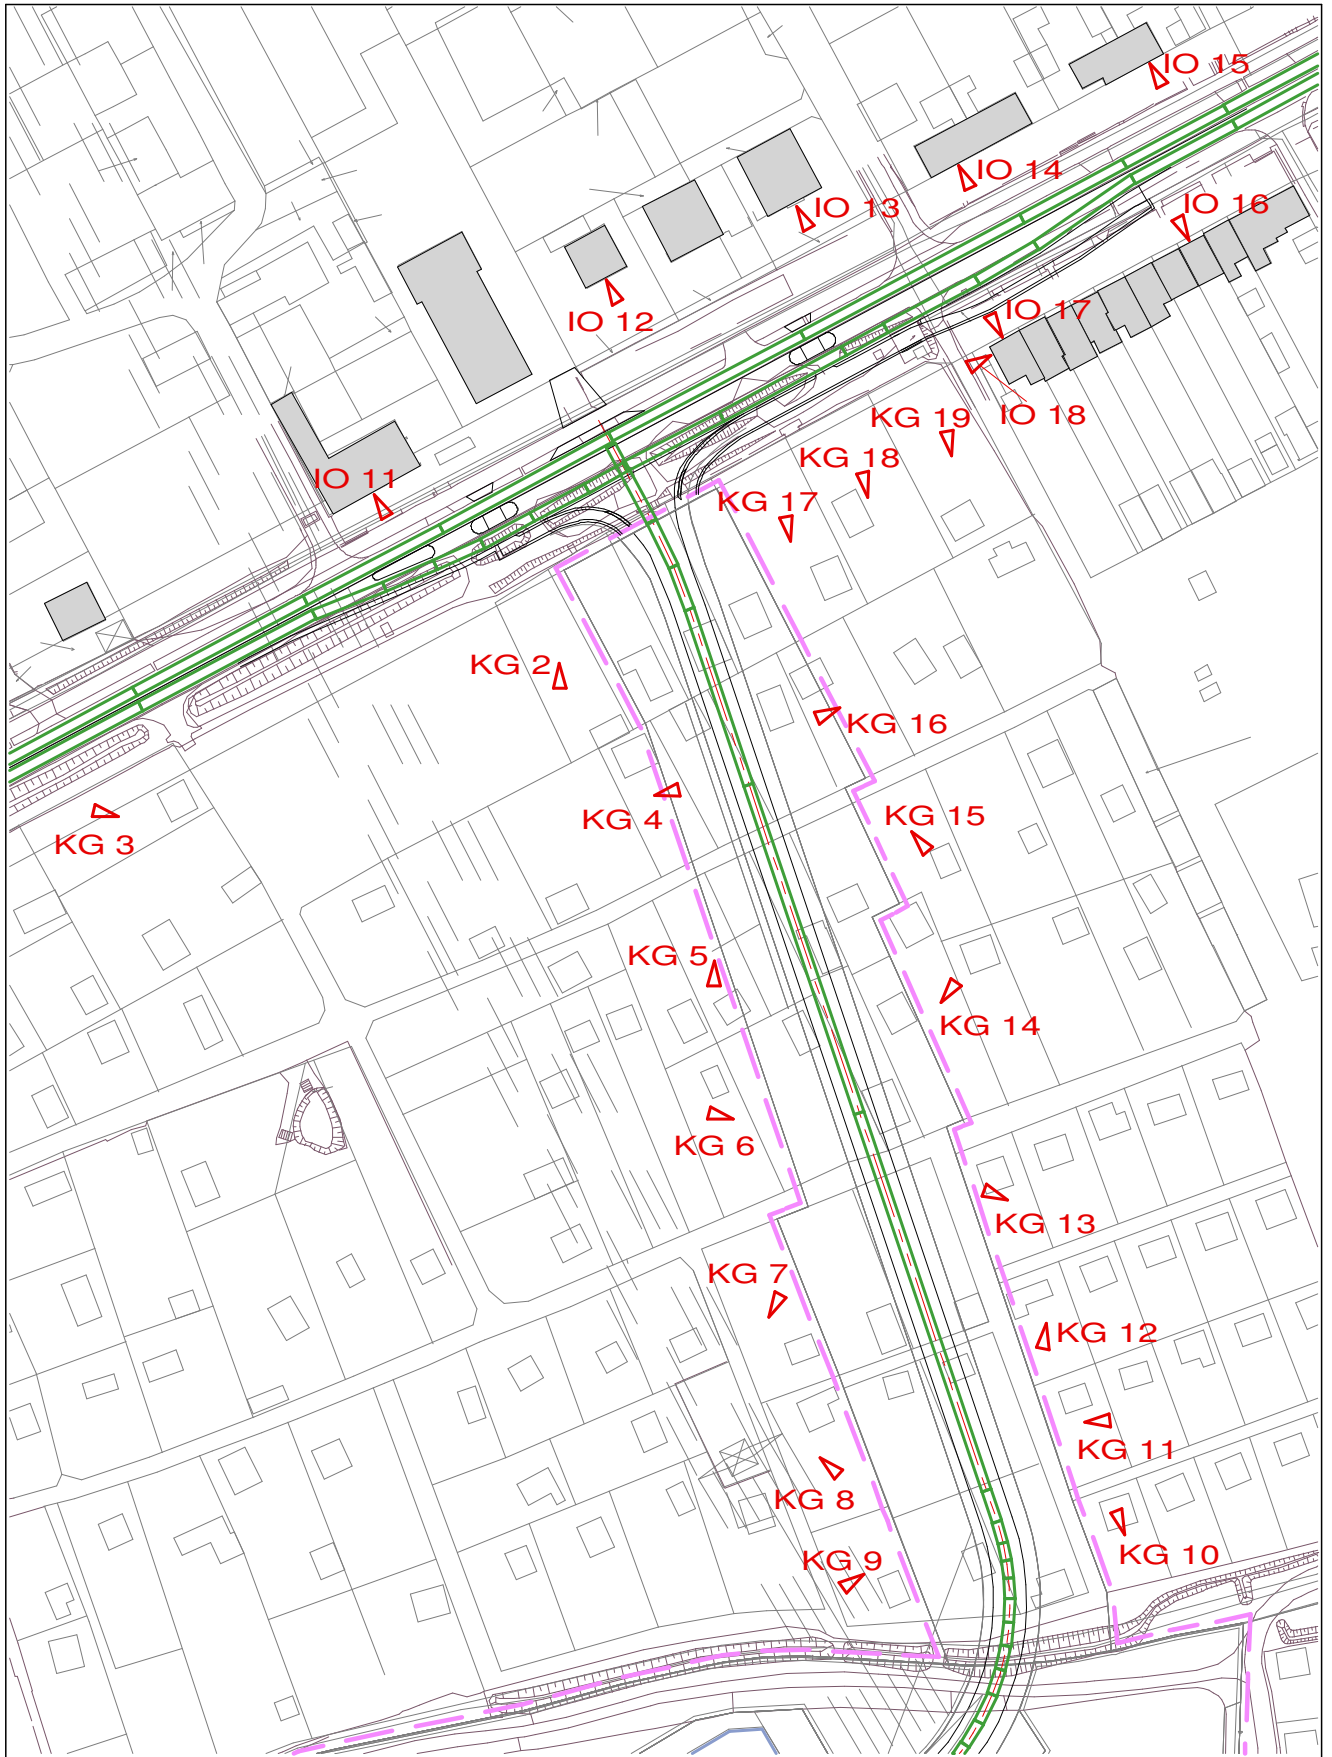 IO 15
IO 14
IO 13
IO 16
IO 12
IO 17
IO 18
KG 19
KG 18
IO 11
KG 17
KG 2
KG 16
KG 4
KG 15
KG 3
KG 5
KG 14
KG 6
KG 13
KG 7
KG 12
KG 11
KG 8
KG 10
KG 9